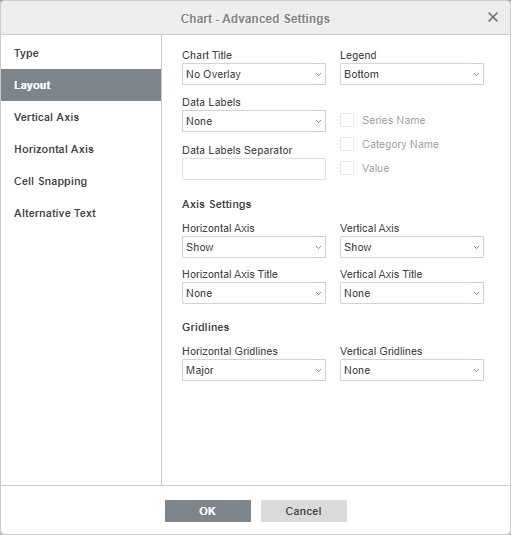 Chart - Advanced Settings
Type
Layout
Vertical Axis
Horizontal Axis
Cell Snapping
Alternative Text
Chart Title Legend
No Overlay Bottom
Data Labels
None Series Name
Category Name
Data Labels Separator
Value
Axis Settings
Horizontal Axis Vertical Axis
Show Show
Horizontal Axis Title Vertical Axis Title
None None
Gridlines
Horizontal Gridlines Vertical Gridlines
Major None
OK Cancel